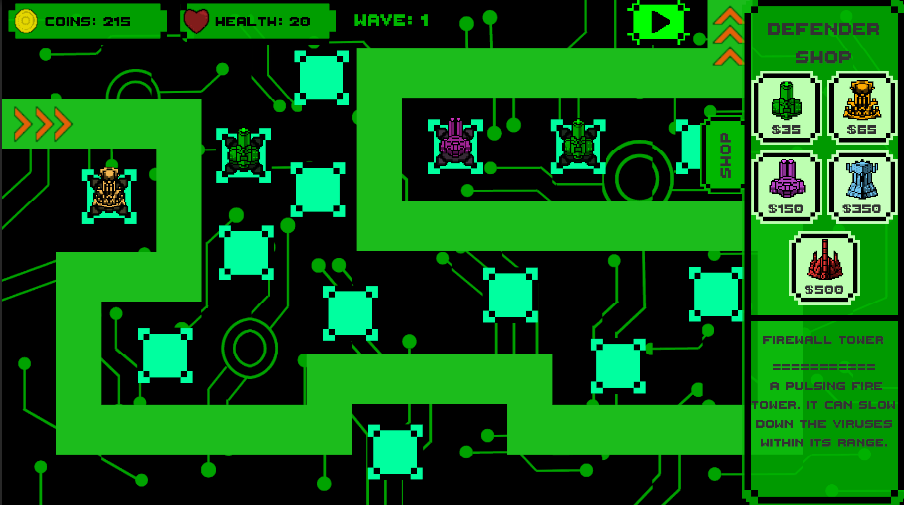 COINS: 215
HEALTH: 20
WAVE: 1
DEFENDER
SHOP
$35
$65
SHOP
$150
$350
$500
FIREWALL TOWER
===========
A PULSING FIRE
TOWER. IT CAN SLOW
DOWN THE VIRUSES
WITHIN ITS RANGE.